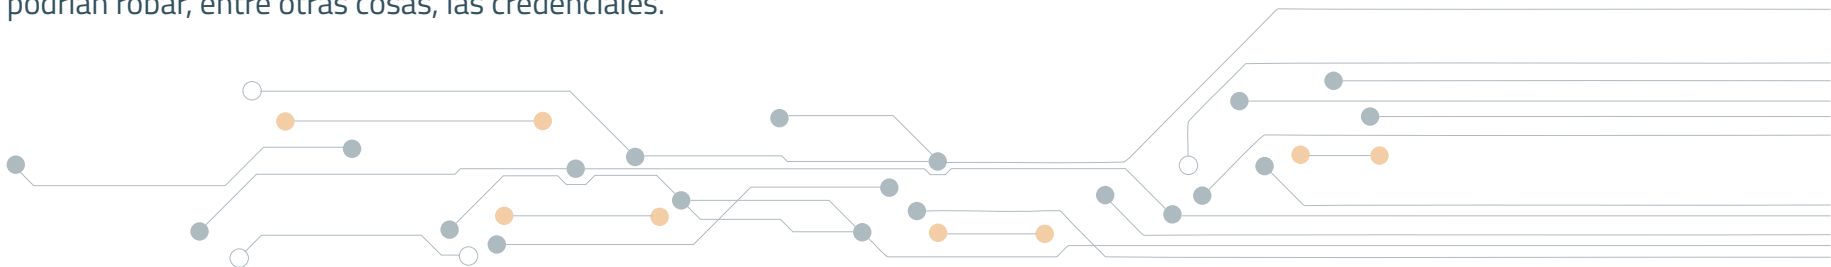 podrían robar, entre otras cosas, las credenciales.